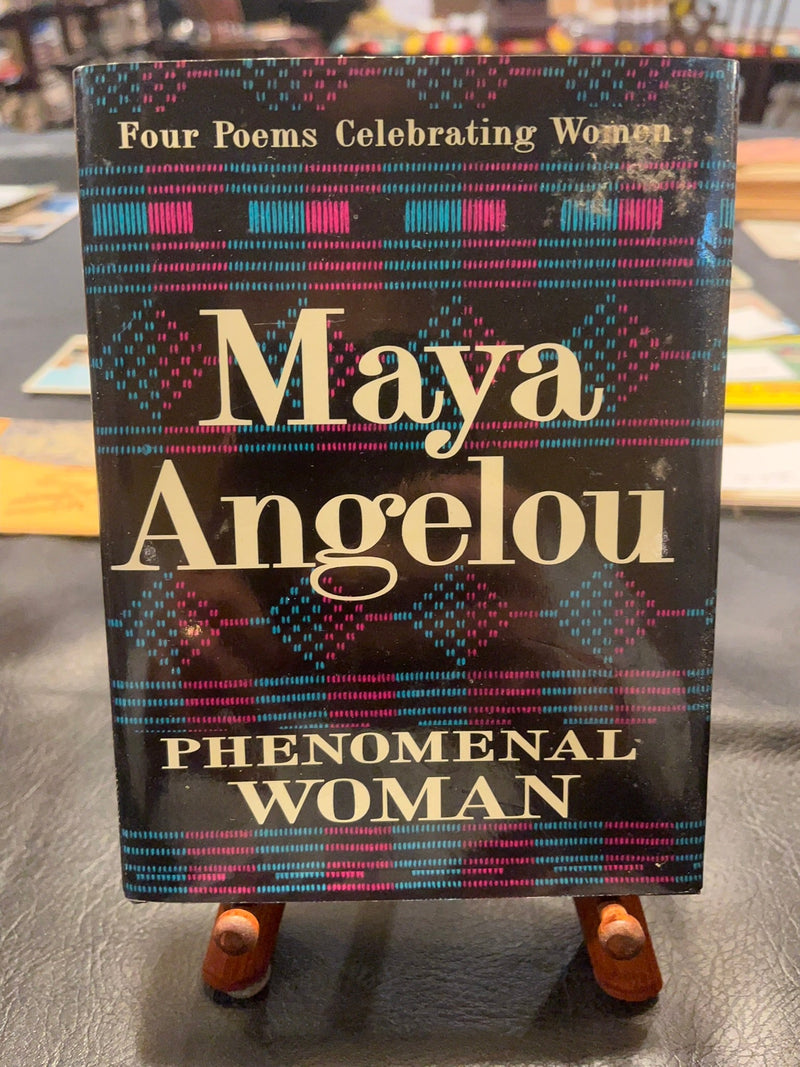 Four Poems Celebrating Women
Maya
Angelou
PHENOMENAL
WOMAN